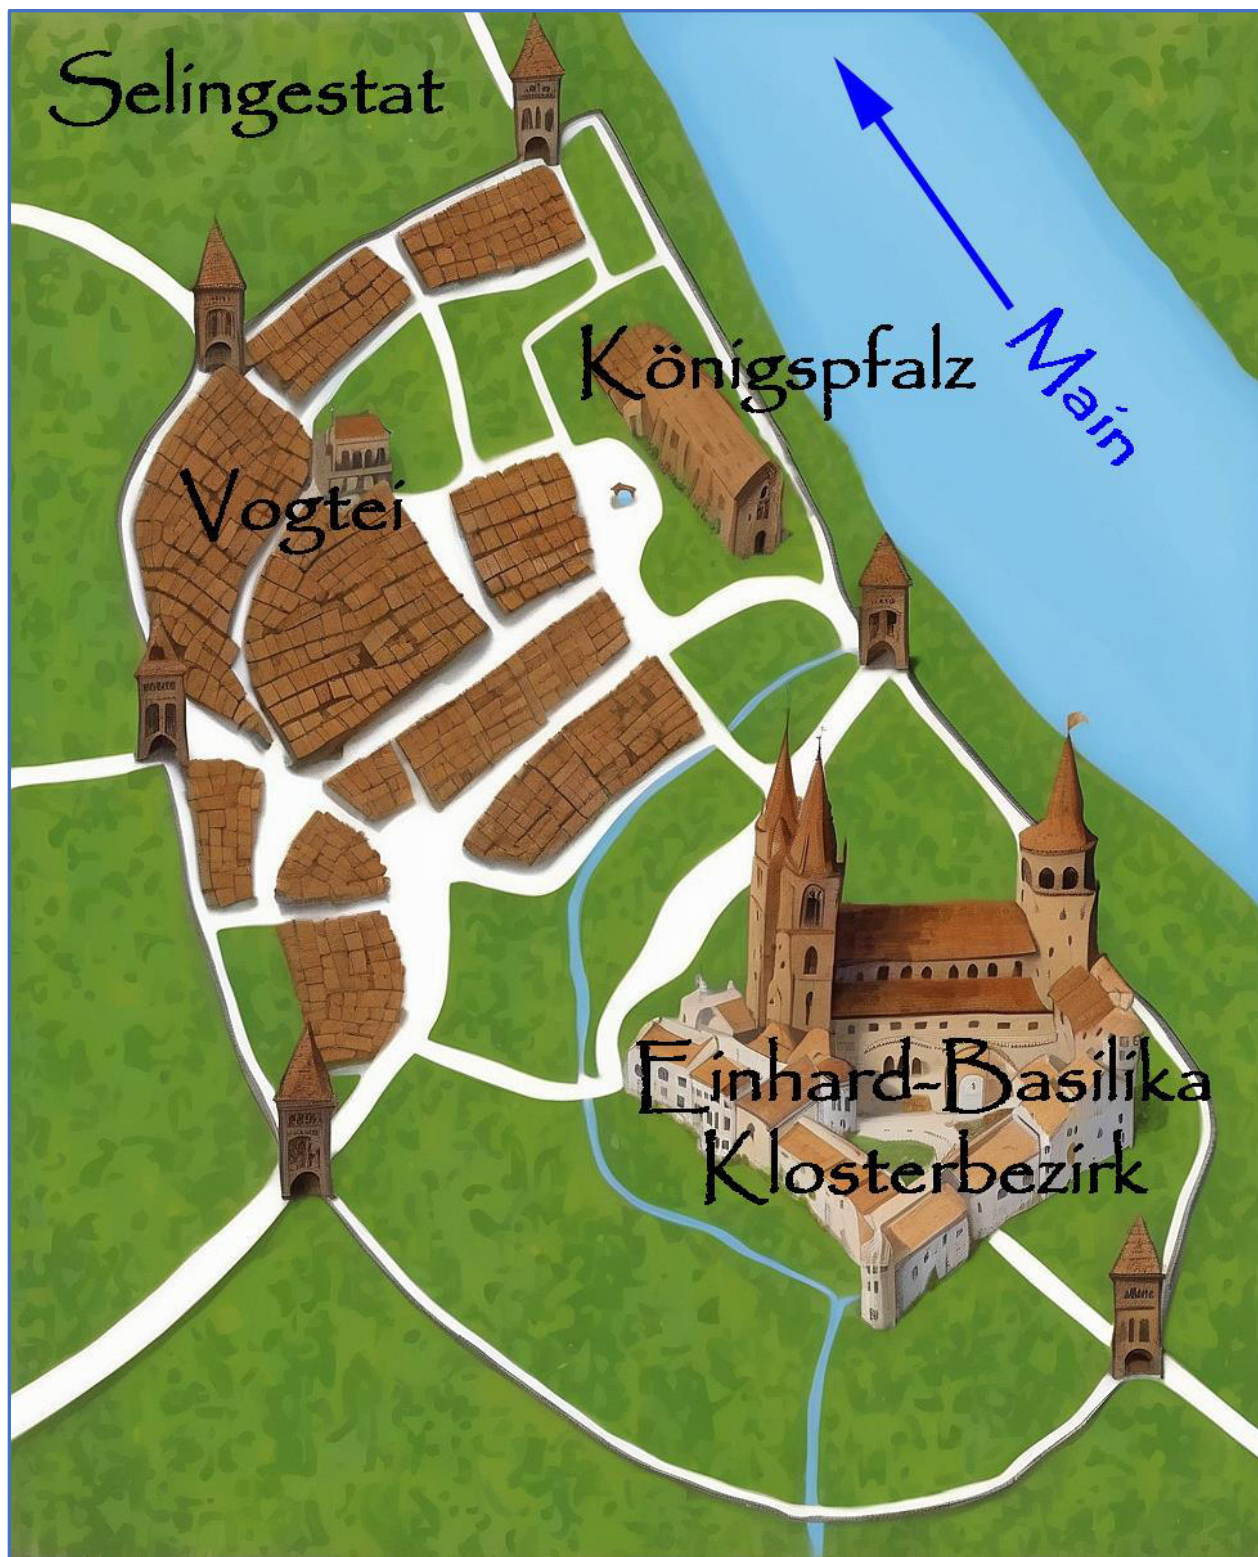 Selingestat
Königspfalz
Main
Vogtei
Einhard-Basilika
Klosterbezirk